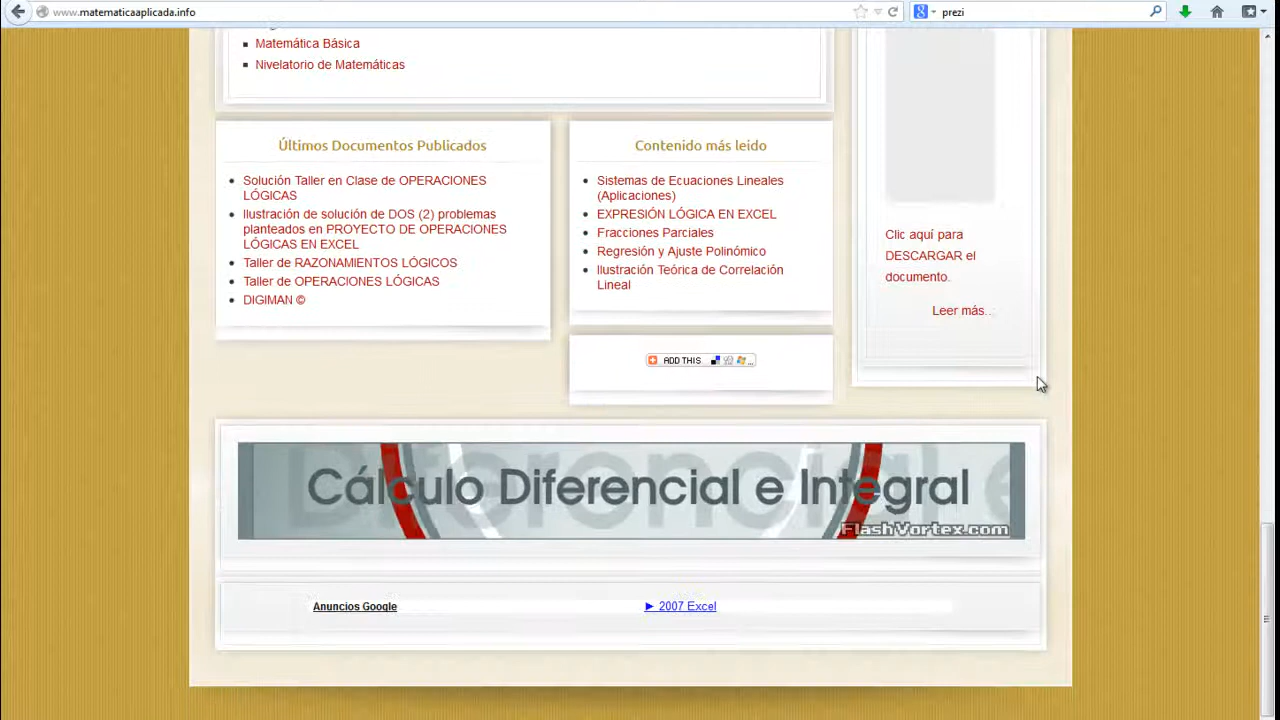 www.matematicaaplicada.info
prezi
Matemática Básica
Nivelatorio de Matemáticas
Últimos Documentos Publicados
Solución Taller en Clase de OPERACIONES
LÓGICAS
Ilustración de solución de DOS (2) problemas
planteados en PROYECTO DE OPERACIONES
LÓGICAS EN EXCEL
Taller de RAZONAMIENTOS LÓGICOS
Taller de OPERACIONES LÓGICAS
DIGIMAN ©
Contenido más leido
Sistemas de Ecuaciones Lineales
(Aplicaciones)
EXPRESIÓN LÓGICA EN EXCEL
Fracciones Parciales
Regresión y Ajuste Polinómico
Ilustración Teórica de Correlación
Lineal
ADD THIS
Clic aquí para
DESCARGAR el
documento.
Leer más...
Cálculo Diferencial e Integral
FlashVortex.com
Anuncios Google
► 2007 Excel